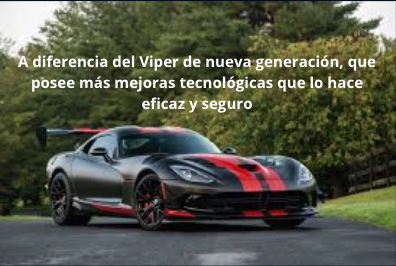 A diferencia del Viper de nueva generación, que
posee más mejoras tecnológicas que lo hace
eficaz y seguro